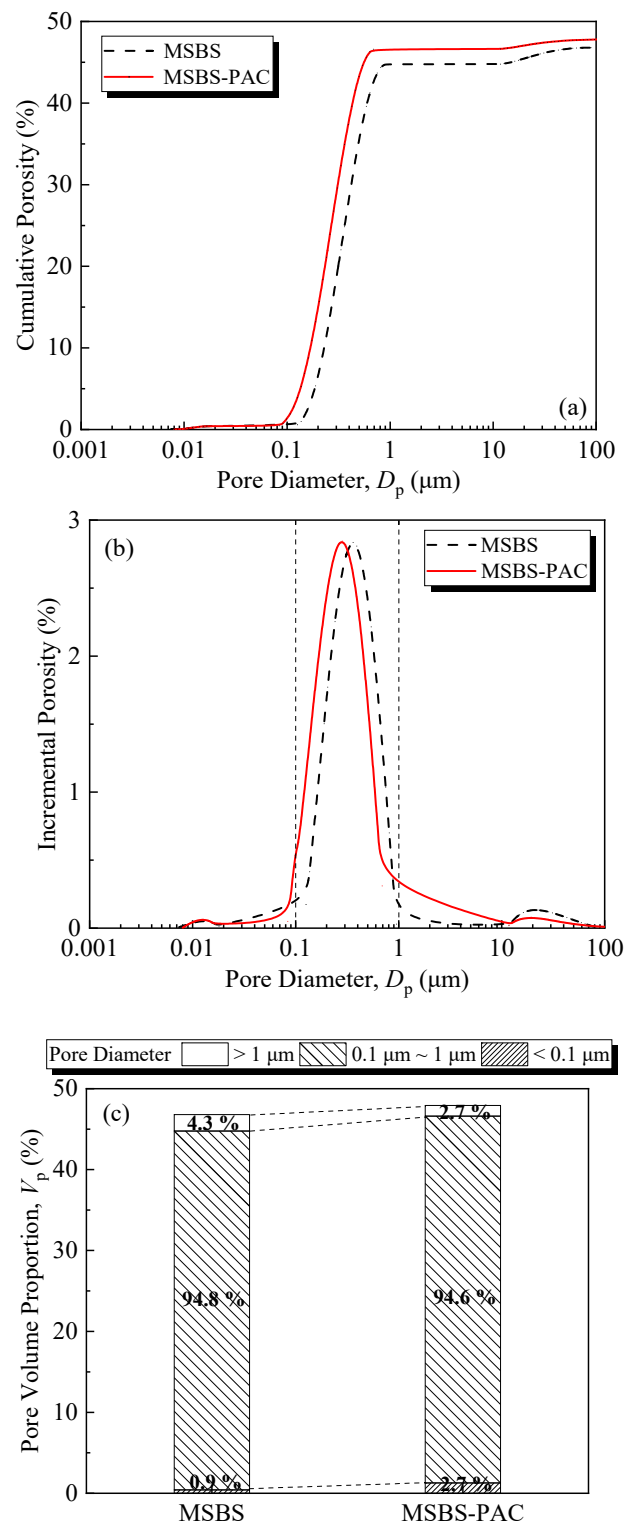 50
40
30
20
10
0
Cumulative Porosity (%)
MSBS
MSBS-PAC
(a)
0.001 0.01 0.1 1 10 100
Pore Diameter, Dp (μm)
3
2
1
0
Incremental Porosity (%)
(b)
MSBS
MSBS-PAC
0.001 0.01 0.1 1 10 100
Pore Diameter, Dp (μm)
Pore Diameter > 1 μm 0.1 μm ~ 1 μm < 0.1 μm
50
40
30
20
10
0
Pore Volume Proportion, Vp (%)
(c)
4.3 % 2.7 %
94.8 % 94.6 %
0.9 % 2.7 %
MSBS MSBS-PAC